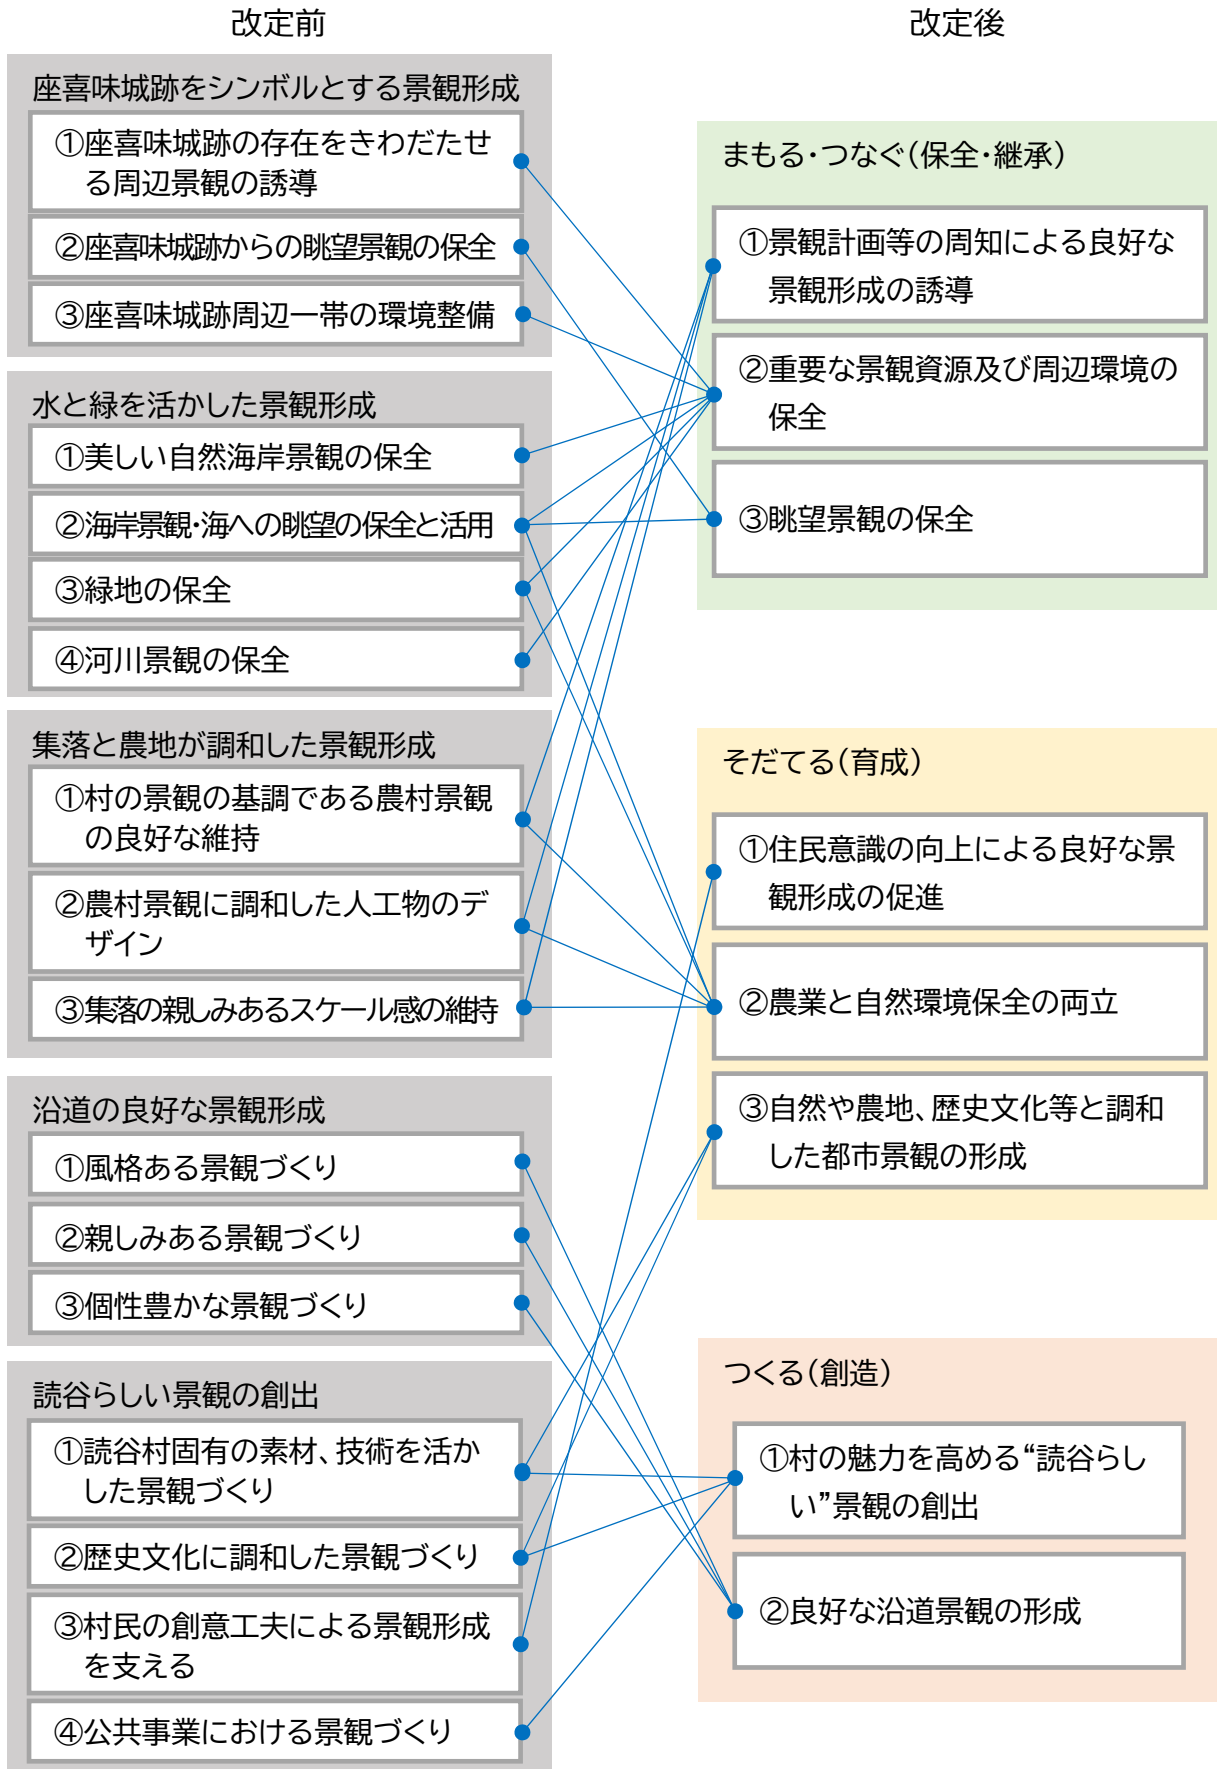 改定前
座喜味城跡をシンボルとする景観形成
①座喜味城跡の存在をきわだたせ
る周辺景観の誘導
②座喜味城跡からの眺望景観の保全
③座喜味城跡周辺一帯の環境整備
水と緑を活かした景観形成
①美しい自然海岸景観の保全
②海岸景観・海への眺望の保全と活用
③緑地の保全
④河川景観の保全
集落と農地が調和した景観形成
①村の景観の基調である農村景観
の良好な維持
②農村景観に調和した人工物のデ
ザイン
③集落の親しみあるスケール感の維持
沿道の良好な景観形成
①風格ある景観づくり
②親しみある景観づくり
③個性豊かな景観づくり
読谷らしい景観の創出
①読谷村固有の素材、技術を活か
した景観づくり
②歴史文化に調和した景観づくり
③村民の創意工夫による景観形成
を支える
④公共事業における景観づくり
改定後
まもる・つなぐ（保全・継承）
①景観計画等の周知による良好な
景観形成の誘導
②重要な景観資源及び周辺環境の
保全
③眺望景観の保全
そだてる（育成）
①住民意識の向上による良好な景
観形成の促進
②農業と自然環境保全の両立
③自然や農地、歴史文化等と調和
した都市景観の形成
つくる（創造）
①村の魅力を高める“読谷らし
い”景観の創出
②良好な沿道景観の形成